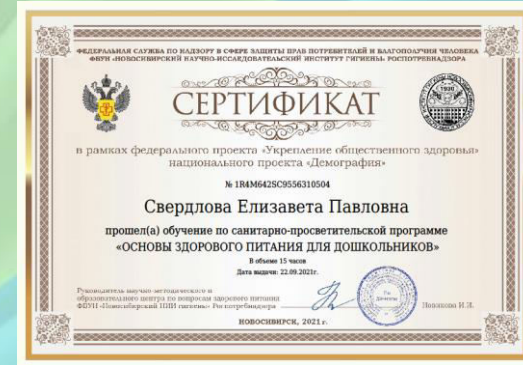 ФЕДЕРАЛЬНАЯ СЛУЖБА ПО НАДЗОРУ В СФЕРЕ ЗАЩИТЫ ПРАВ ПОТРЕБИТЕЛЕЙ И БЛАГОПОЛУЧИЯ ЧЕЛОВЕКА
ФБУН «НОВОСИБИРСКИЙ НАУЧНО-ИССЛЕДОВАТЕЛЬСКИЙ ИНСТИТУТ ГИГИЕНЫ» РОСПОТРЕБНАДЗОРА
1930
СЕРТИФИКАТ
в рамках федерального проекта «Укрепление общественного здоровья»
национального проекта «Демография»
№ 1R4M642SC9556310504
Свердлова Елизавета Павловна
прошел(а) обучение по санитарно-просветительской программе
«ОСНОВЫ ЗДОРОВОГО ПИТАНИЯ ДЛЯ ДОШКОЛЬНИКОВ»
В объеме 15 часов
Дата выдачи: 22.09.2021г.
Руководитель научно-методического и
образовательного центра по вопросам здорового питания
ФБУН «Новосибирский НИИ гигиены» Роспотребнадзора
Новикова И.И.
НОВОСИБИРСК, 2021 г.